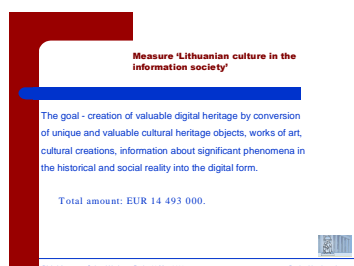 Measure ‘Lithuanian culture in the
information society’
The goal - creation of valuable digital heritage by conversion
of unique and valuable cultural heritage objects, works of art,
cultural creations, information about significant phenomena in
the historical and social reality into the digital form.
Total amount: EUR 14 493 000.